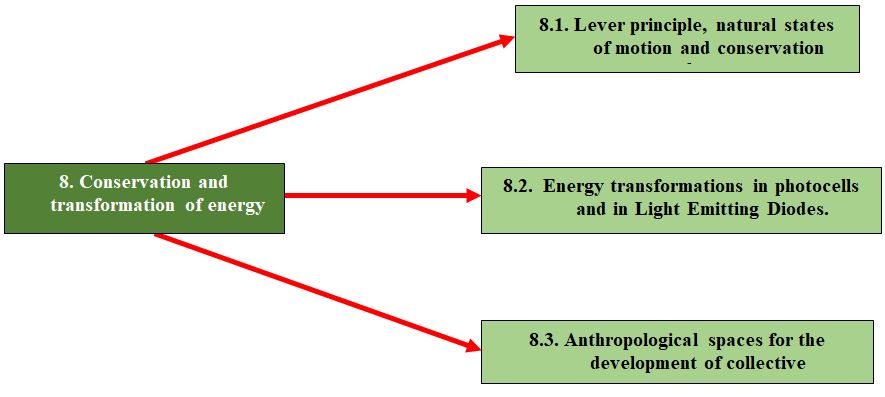 8.1. Lever principle, natural states
of motion and conservation
8. Conservation and
transformation of energy
8.2. Energy transformations in photocells
and in Light Emitting Diodes.
8.3. Anthropological spaces for the
development of collective